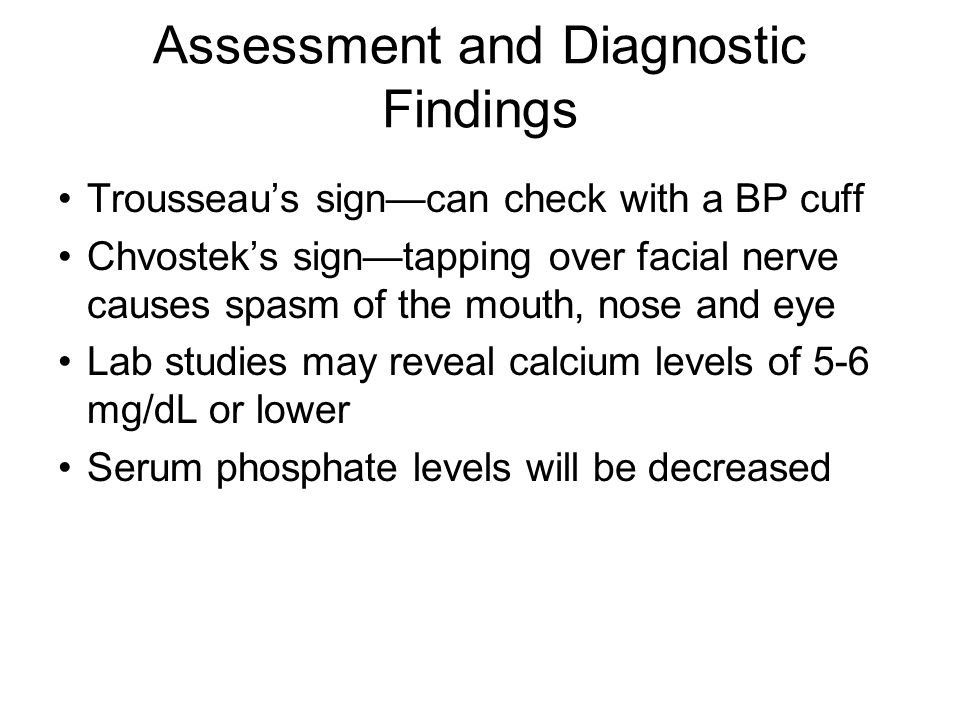 Assessment and Diagnostic
Findings
• Trousseau’s sign—can check with a BP cuff
• Chvostek’s sign—tapping over facial nerve
causes spasm of the mouth, nose and eye
• Lab studies may reveal calcium levels of 5-6
mg/dL or lower
• Serum phosphate levels will be decreased